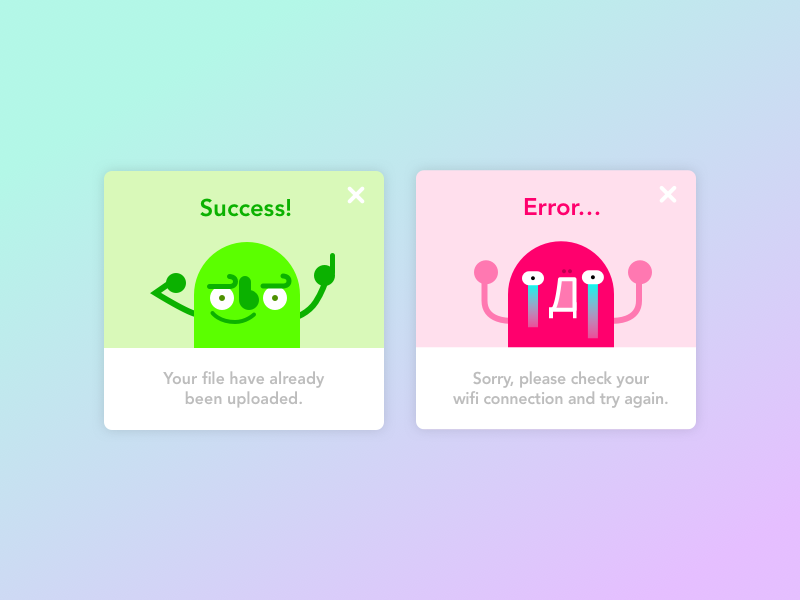 Success!
Your file have already
been uploaded.
Error...
Sorry, please check your
wifi connection and try again.